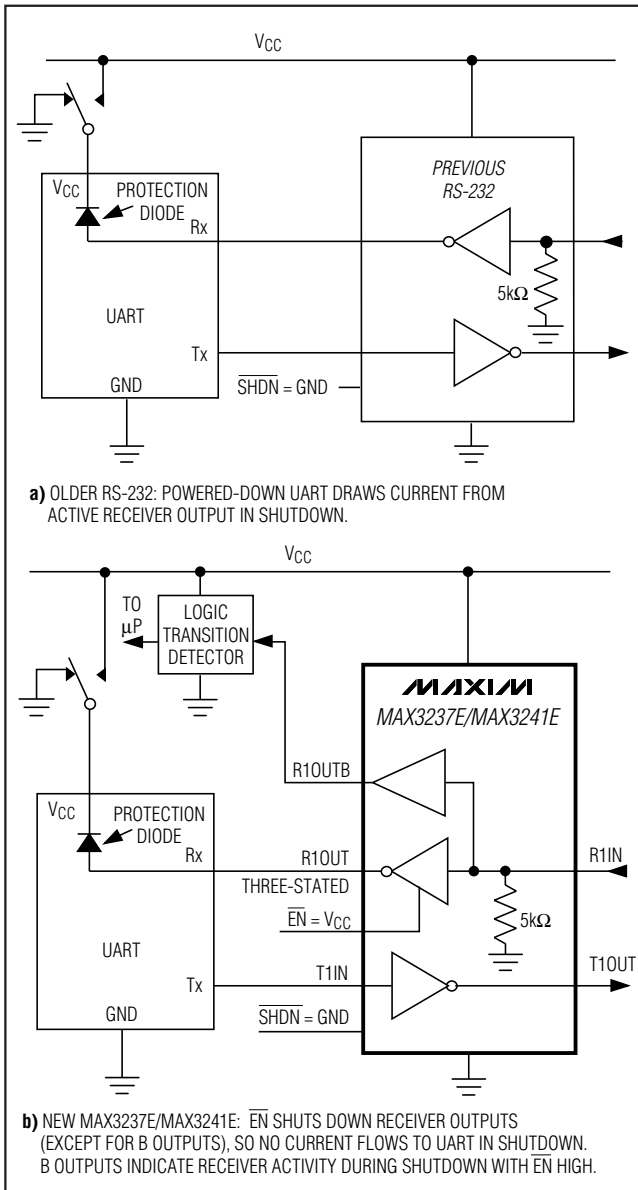 VCC
PREVIOUS
RS-232
VCC
PROTECTION
DIODE
Rx
5kΩ
UART
Tx
GND
SHDN = GND
a) OLDER RS-232: POWERED-DOWN UART DRAWS CURRENT FROM
ACTIVE RECEIVER OUTPUT IN SHUTDOWN.
VCC
TO
μP
LOGIC
TRANSITION
DETECTOR
MAXIM
MAX3237E/MAX3241E
R1OUTB
VCC
PROTECTION
DIODE
Rx
R1OUT
R1IN
THREE-STATED
EN = VCC
5kΩ
UART
Tx
T1IN
T1OUT
GND
SHDN = GND
b) NEW MAX3237E/MAX3241E: EN SHUTS DOWN RECEIVER OUTPUTS
(EXCEPT FOR B OUTPUTS), SO NO CURRENT FLOWS TO UART IN SHUTDOWN.
B OUTPUTS INDICATE RECEIVER ACTIVITY DURING SHUTDOWN WITH EN HIGH.